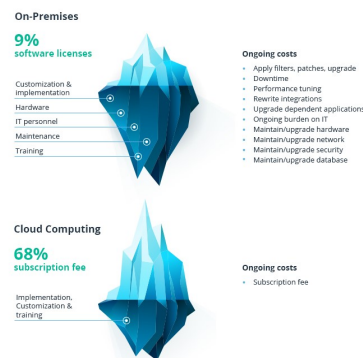 On-Premises
9%
software licenses
Customization &
implementation
Hardware
IT personnel
Maintenance
Training
Ongoing costs
• Apply filters, patches, upgrade
• Downtime
• Performance tuning
• Rewrite integrations
• Upgrade dependent applications
• Ongoing burden on IT
• Maintain/upgrade hardware
• Maintain/upgrade network
• Maintain/upgrade security
• Maintain/upgrade database
Cloud Computing
68%
subscription fee
Implementation,
Customization &
training
Ongoing costs
• Subscription fee